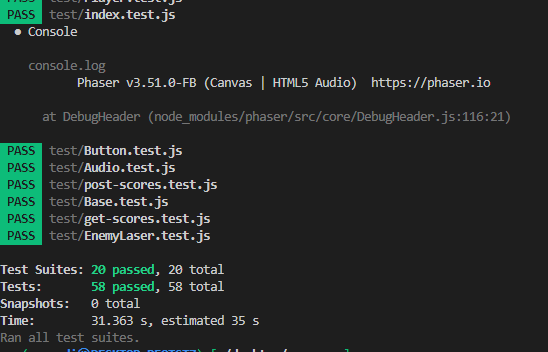 PASS test/Player.test.js
PASS test/index.test.js
● Console
console.log
Phaser v3.51.0-FB (Canvas | HTML5 Audio) https://phaser.io
at DebugHeader (node_modules/phaser/src/core/DebugHeader.js:116:21)
PASS test/Button.test.js
PASS test/Audio.test.js
PASS test/post-scores.test.js
PASS test/Base.test.js
PASS test/get-scores.test.js
PASS test/EnemyLaser.test.js
Test Suites: 20 passed, 20 total
Tests: 58 passed, 58 total
Snapshots: 0 total
Time: 31.363 s, estimated 35 s
Ran all test suites.